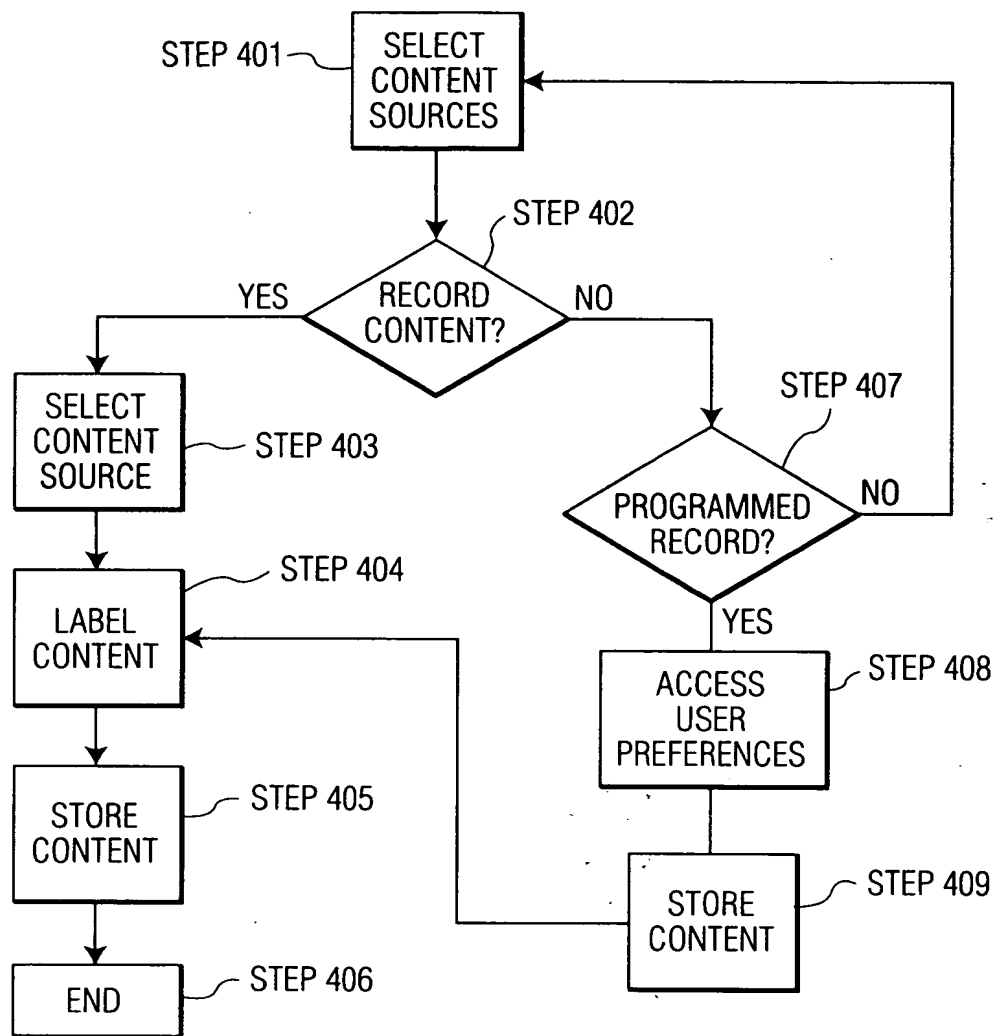 STEP 401
SELECT
CONTENT
SOURCES
STEP 402
RECORD
CONTENT?
YES
NO
SELECT
CONTENT
SOURCE
STEP 403
STEP 407
PROGRAMMED
RECORD?
NO
YES
LABEL
CONTENT
STEP 404
ACCESS
USER
PREFERENCES
STEP 408
STORE
CONTENT
STEP 405
STORE
CONTENT
STEP 409
END
STEP 406